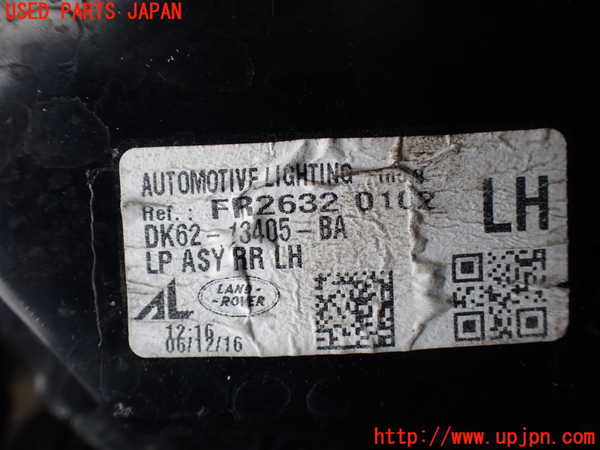 USED PARTS JAPAN
AUTOMOTIVE LIGHTING
Ref.: FR2632 0102
LH
DK62-13405-BA
LP ASY RR LH
AL
LAND-
-ROVER
12:16
06/12/16
http://www.upjpn.com/